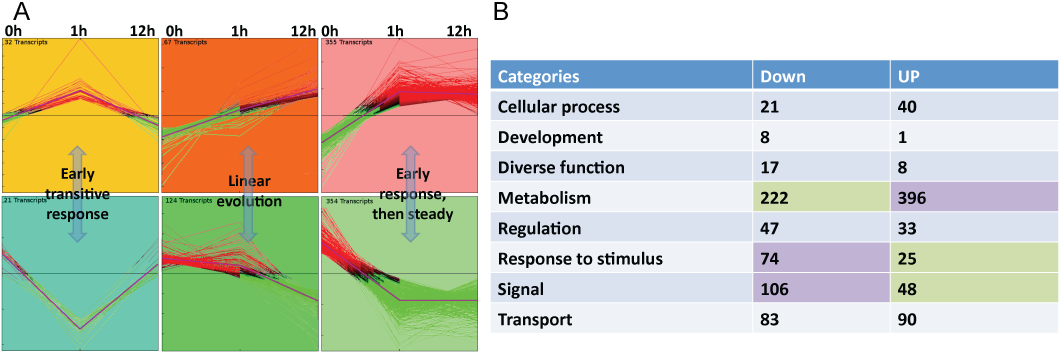 A
0h 1h 12h 0h 1h 12h 0h 1h 12h
32 Transcripts
67 Transcripts
355 Transcripts
Early
transitive
response
Linear
evolution
Early
response,
then steady
21 Transcripts
124 Transcripts
354 Transcripts
B
Categories Down UP
Cellular process 21 40
Development 8 1
Diverse function 17 8
Metabolism 222 396
Regulation 47 33
Response to stimulus 74 25
Signal 106 48
Transport 83 90